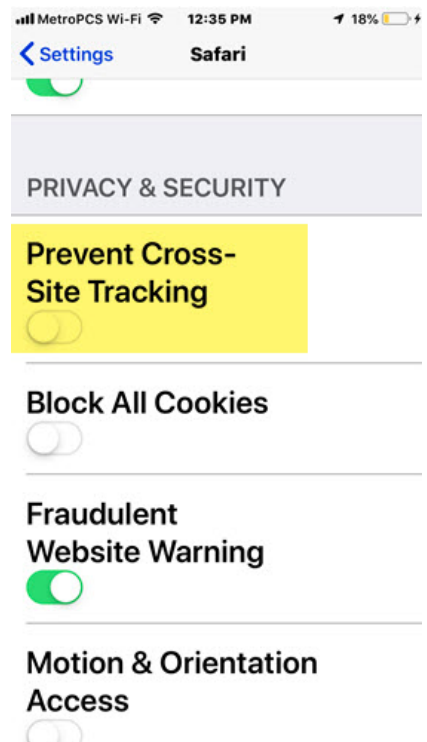 MetroPCS Wi-Fi 12:35 PM 18%
Settings Safari
PRIVACY & SECURITY
Prevent Cross-
Site Tracking
Block All Cookies
Fraudulent
Website Warning
Motion & Orientation
Access